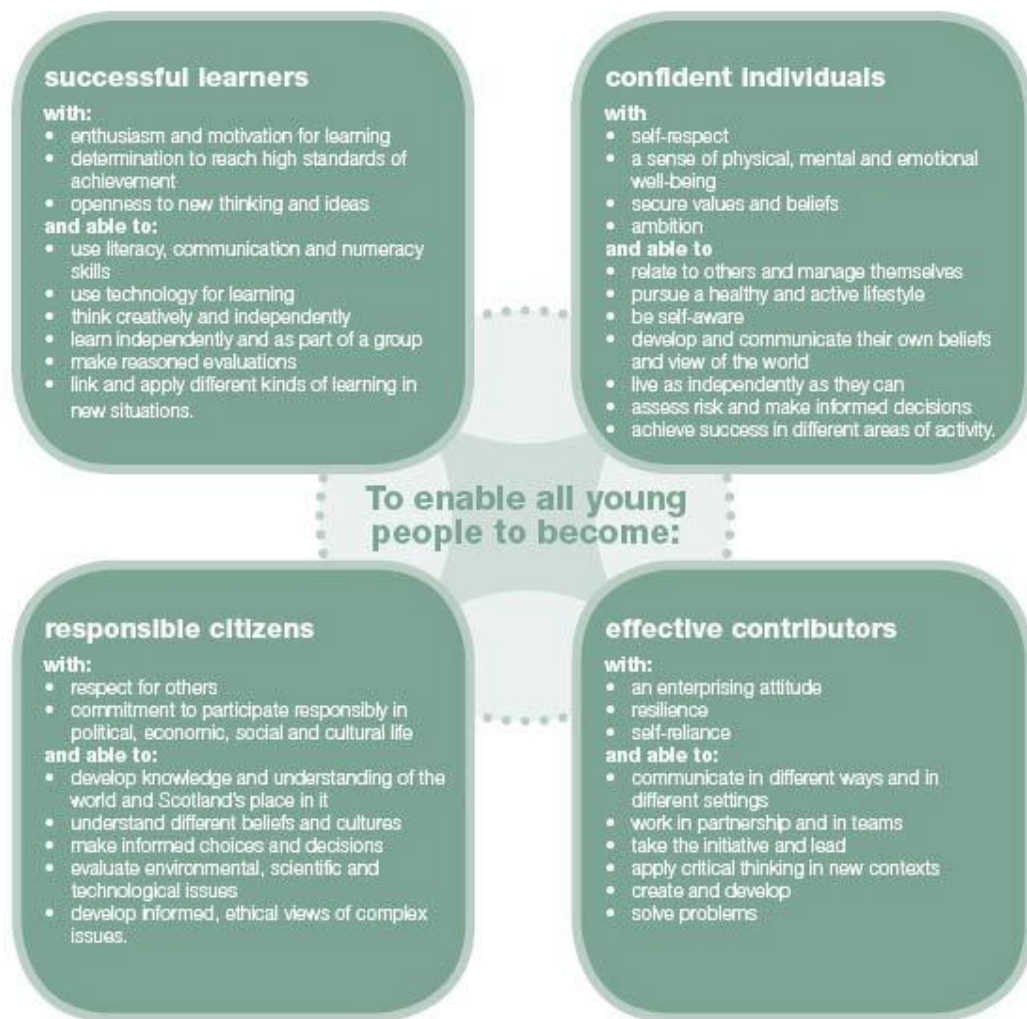 successful learners
with:
• enthusiasm and motivation for learning
• determination to reach high standards of
achievement
• openness to new thinking and ideas
and able to:
• use literacy, communication and numeracy
skills
• use technology for learning
• think creatively and independently
• learn independently and as part of a group
• make reasoned evaluations
• link and apply different kinds of learning in
new situations.
confident individuals
with
• self-respect
• a sense of physical, mental and emotional
well-being
• secure values and beliefs
• ambition
and able to
• relate to others and manage themselves
• pursue a healthy and active lifestyle
• be self-aware
• develop and communicate their own beliefs
and view of the world
• live as independently as they can
• assess risk and make informed decisions
• achieve success in different areas of activity.
To enable all young
people to become:
responsible citizens
with:
• respect for others
• commitment to participate responsibly in
political, economic, social and cultural life
and able to:
• develop knowledge and understanding of the
world and Scotland's place in it
• understand different beliefs and cultures
• make informed choices and decisions
• evaluate environmental, scientific and
technological issues
• develop informed, ethical views of complex
issues.
effective contributors
with:
• an enterprising attitude
• resilience
• self-reliance
and able to:
• communicate in different ways and in
different settings
• work in partnership and in teams
• take the initiative and lead
• apply critical thinking in new contexts
• create and develop
• solve problems